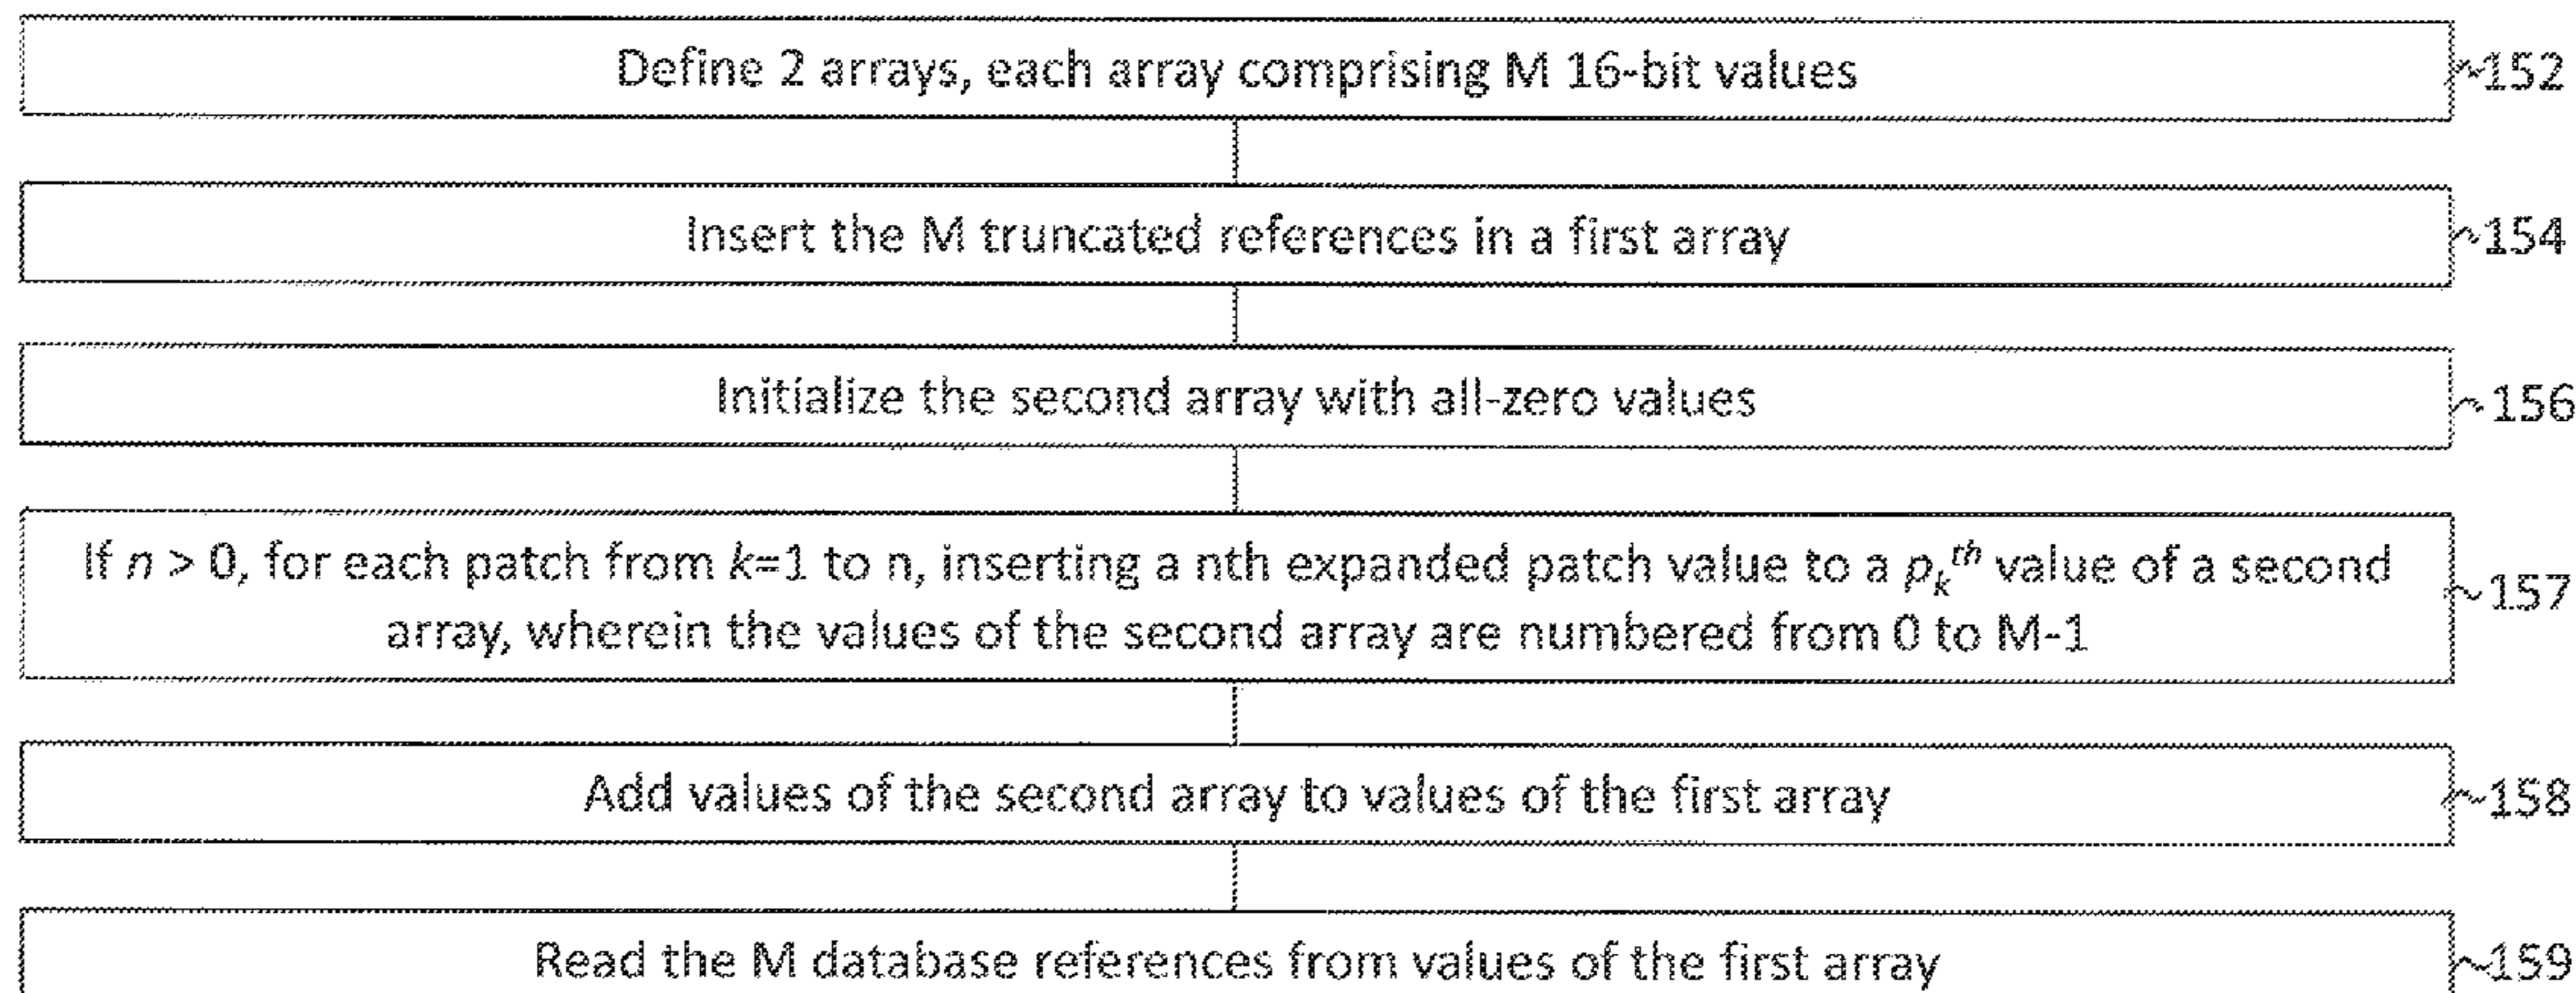 Define 2 arrays, each array comprising M 16-bit values
152
Insert the M truncated references in a first array
154
Initialize the second array with all-zero values
156
If n > 0, for each patch from k=1 to n, inserting a nth expanded patch value to a pₖᵗʰ value of a second
array, wherein the values of the second array are numbered from 0 to M-1
157
Add values of the second array to values of the first array
158
Read the M database references from values of the first array
159